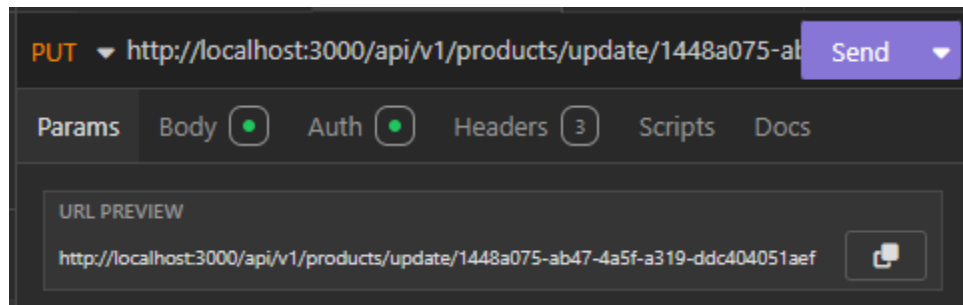 PUT http://localhost:3000/api/v1/products/update/1448a075-ab Send
Params Body Auth Headers 3 Scripts Docs
URL PREVIEW
http://localhost:3000/api/v1/products/update/1448a075-ab47-4a5f-a319-ddc404051aef